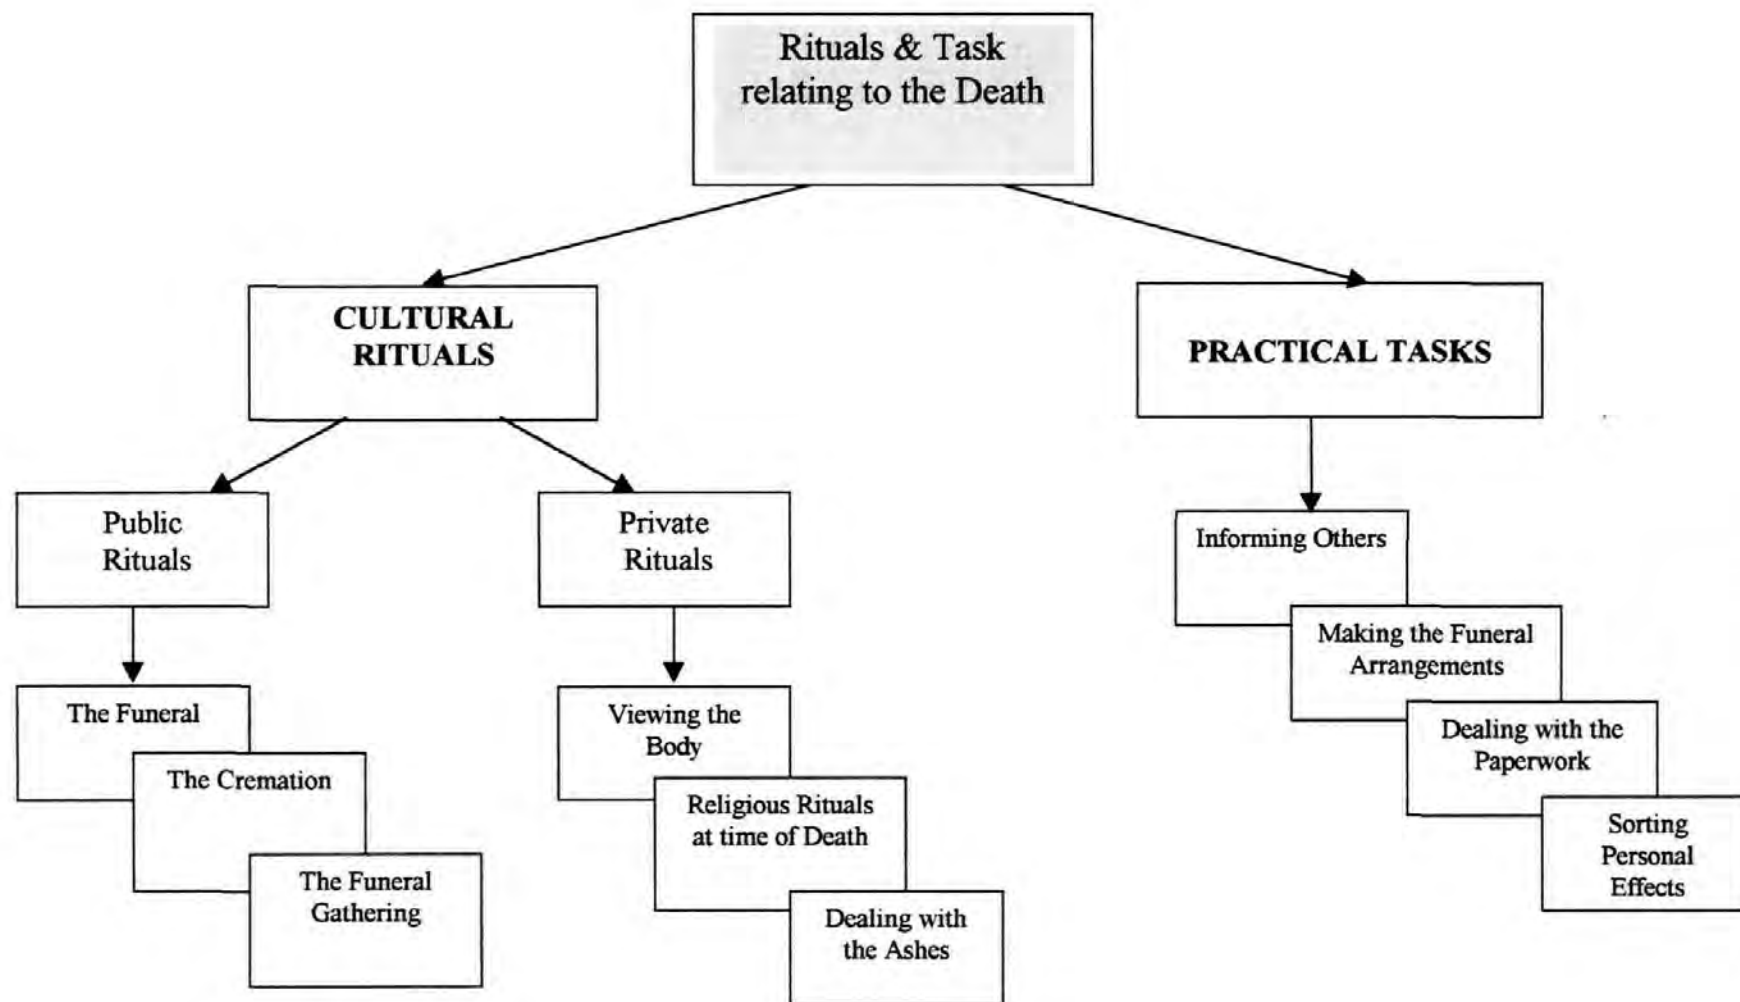 Rituals & Task
relating to the Death
CULTURAL
RITUALS
PRACTICAL TASKS
Public
Rituals
Private
Rituals
Informing Others
Making the Funeral
Arrangements
Dealing with the
Paperwork
Sorting
Personal
Effects
The Funeral
The Cremation
The Funeral
Gathering
Viewing the
Body
Religious Rituals
at time of Death
Dealing with
the Ashes